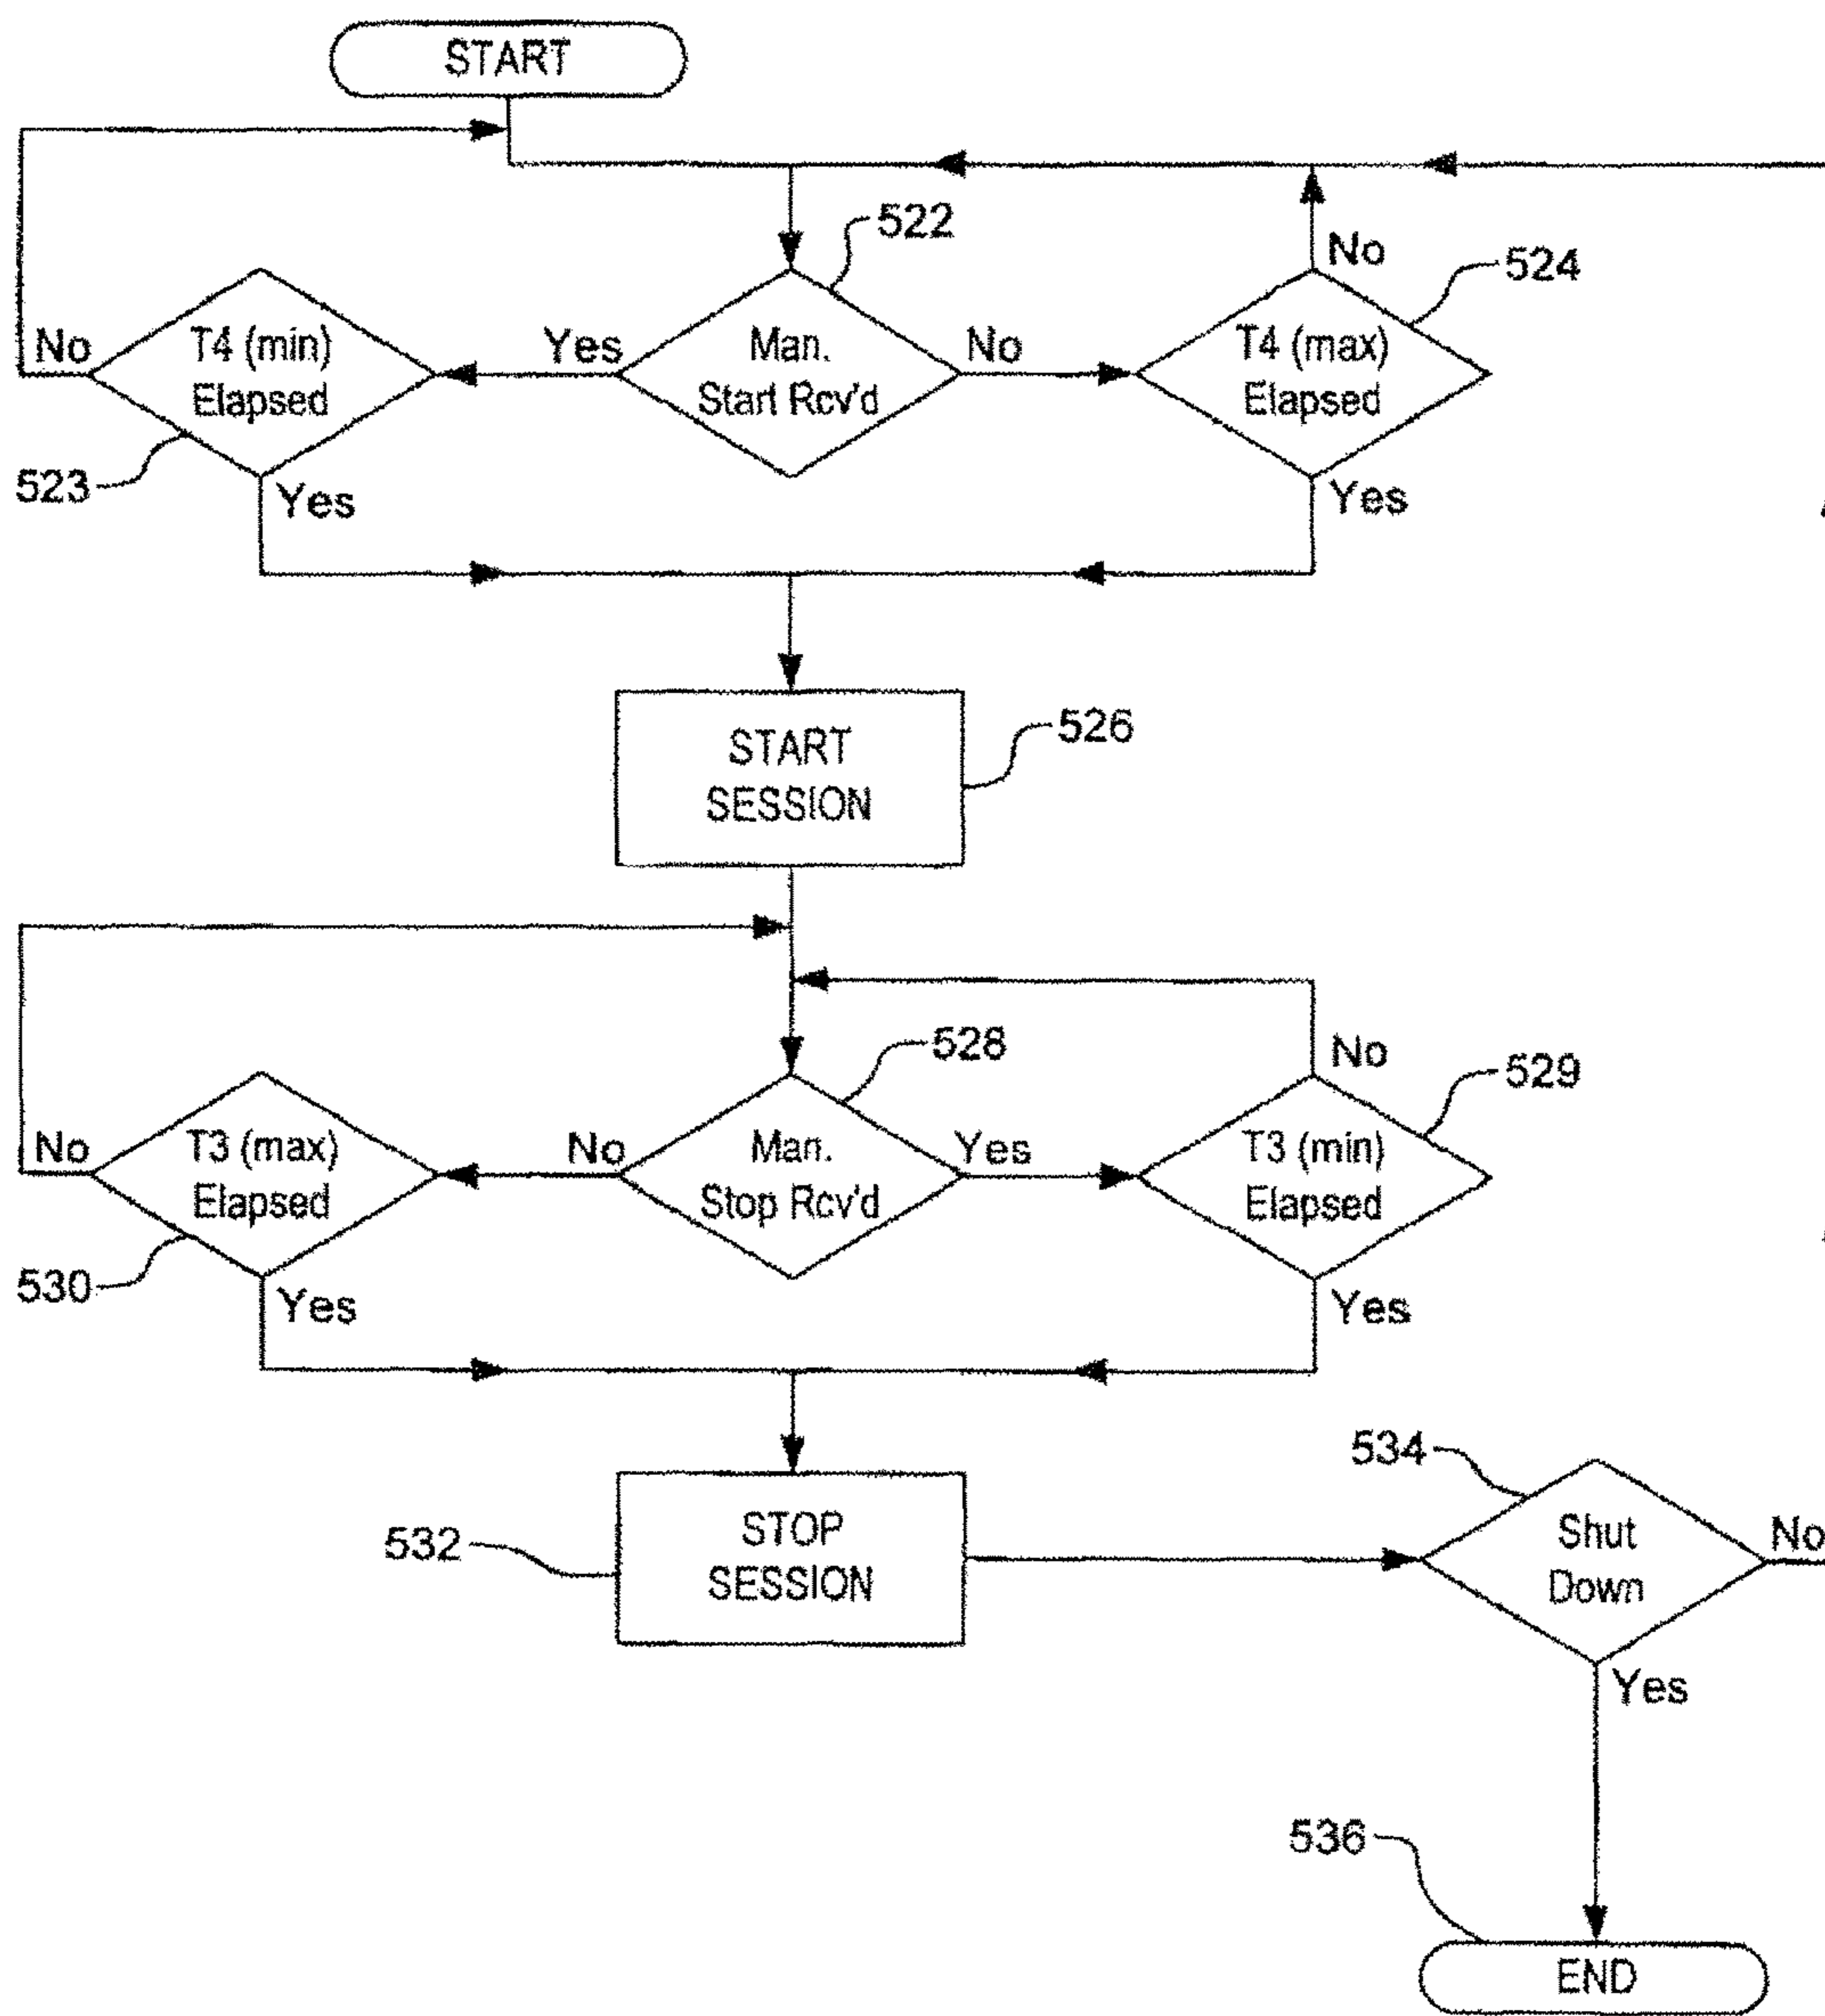 START
522
No
524
No
T4 (min)
Elapsed
Yes
Man.
Start Rcv'd
No
T4 (max)
Elapsed
523
Yes
Yes
START
SESSION
526
528
No
529
No
T3 (max)
Elapsed
No
Man.
Stop Rcv'd
Yes
T3 (min)
Elapsed
530
Yes
Yes
534
532
STOP
SESSION
Shut
Down
No
Yes
536
END